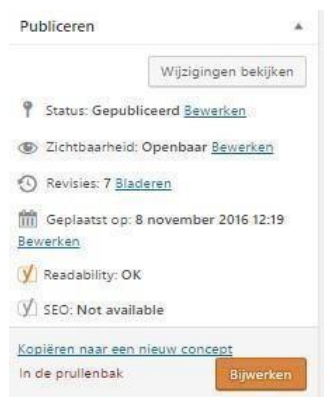 Publiceren
Wijzigingen bekijken
Status: Gepubliceerd Bewerken
Zichtbaarheid: Openbaar Bewerken
Revisies: 7 Bladeren
Geplaatst op: 8 november 2016 12:19
Bewerken
Readability: OK
SEO: Not available
Kopiëren naar een nieuw concept
In de prullenbak
Bijwerken